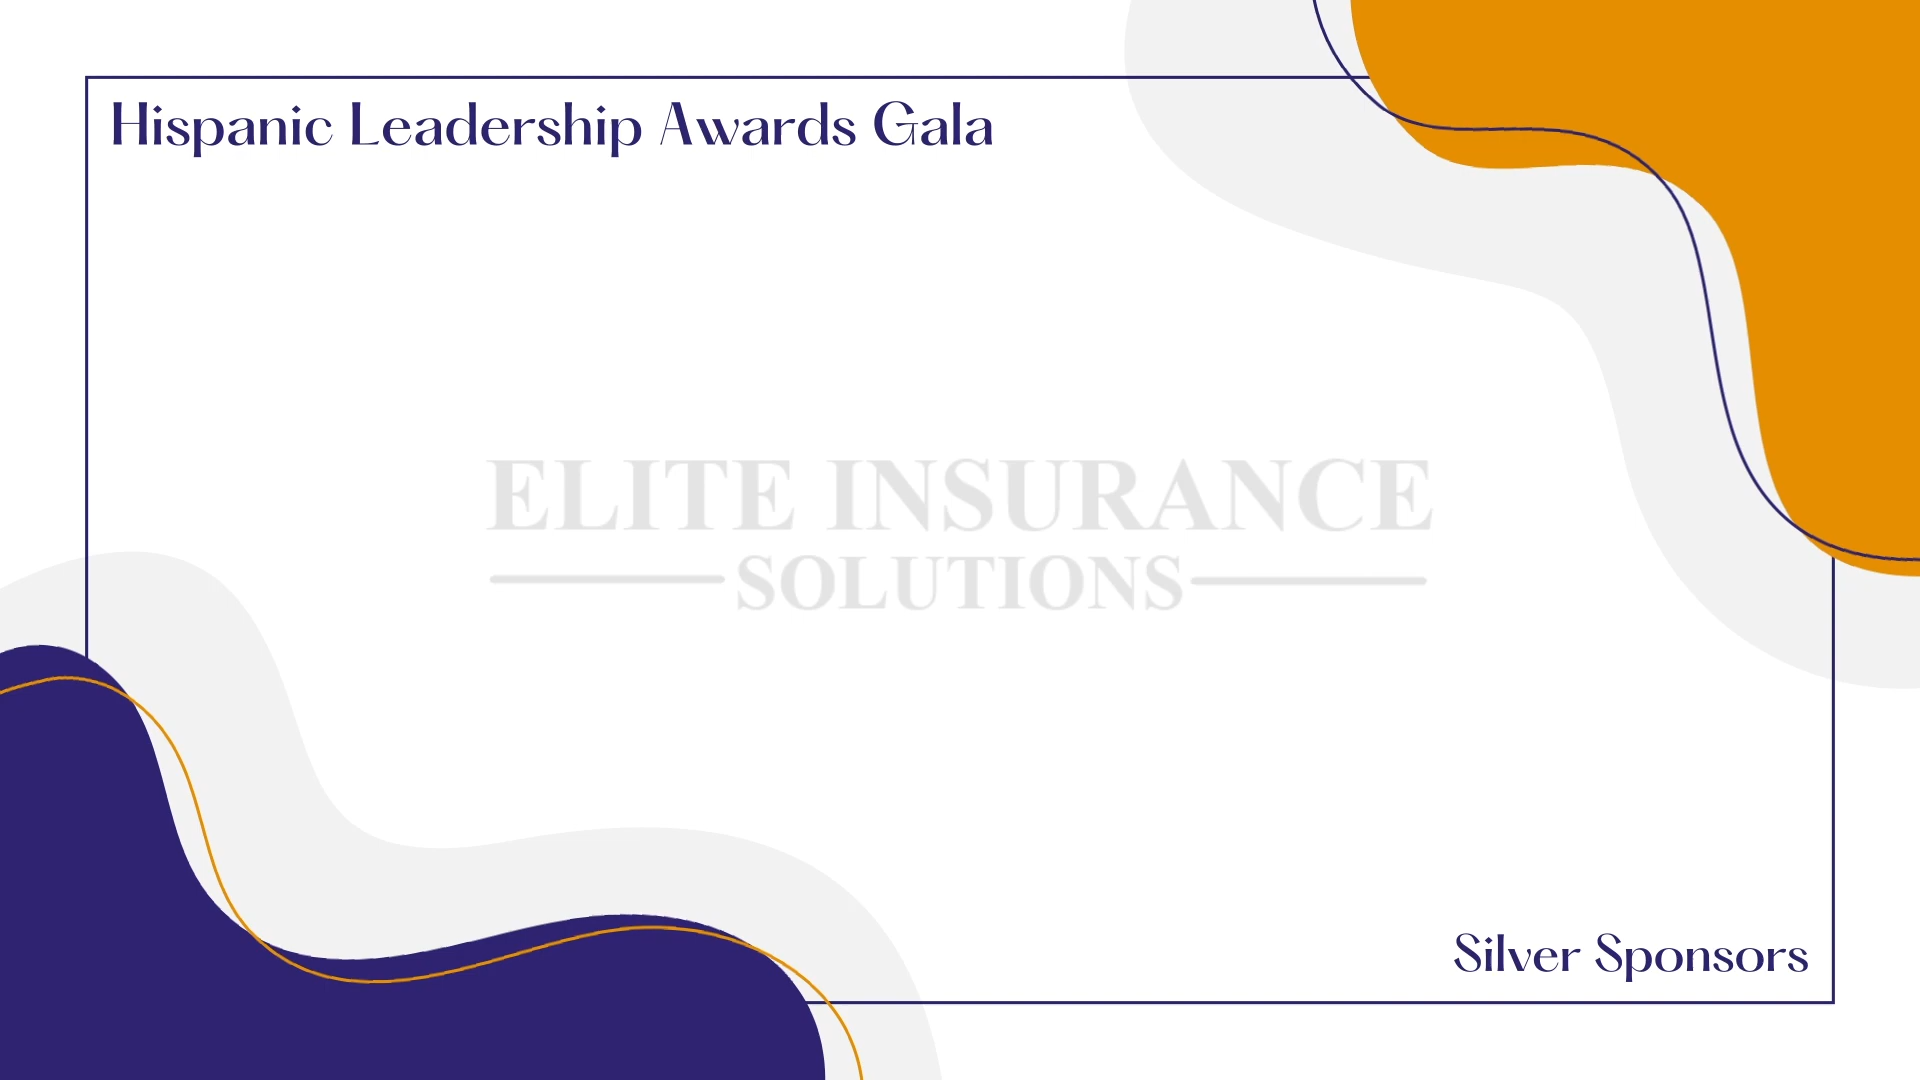 Hispanic Leadership Awards Gala
ELITE INSURANCE
SOLUTIONS
Silver Sponsors